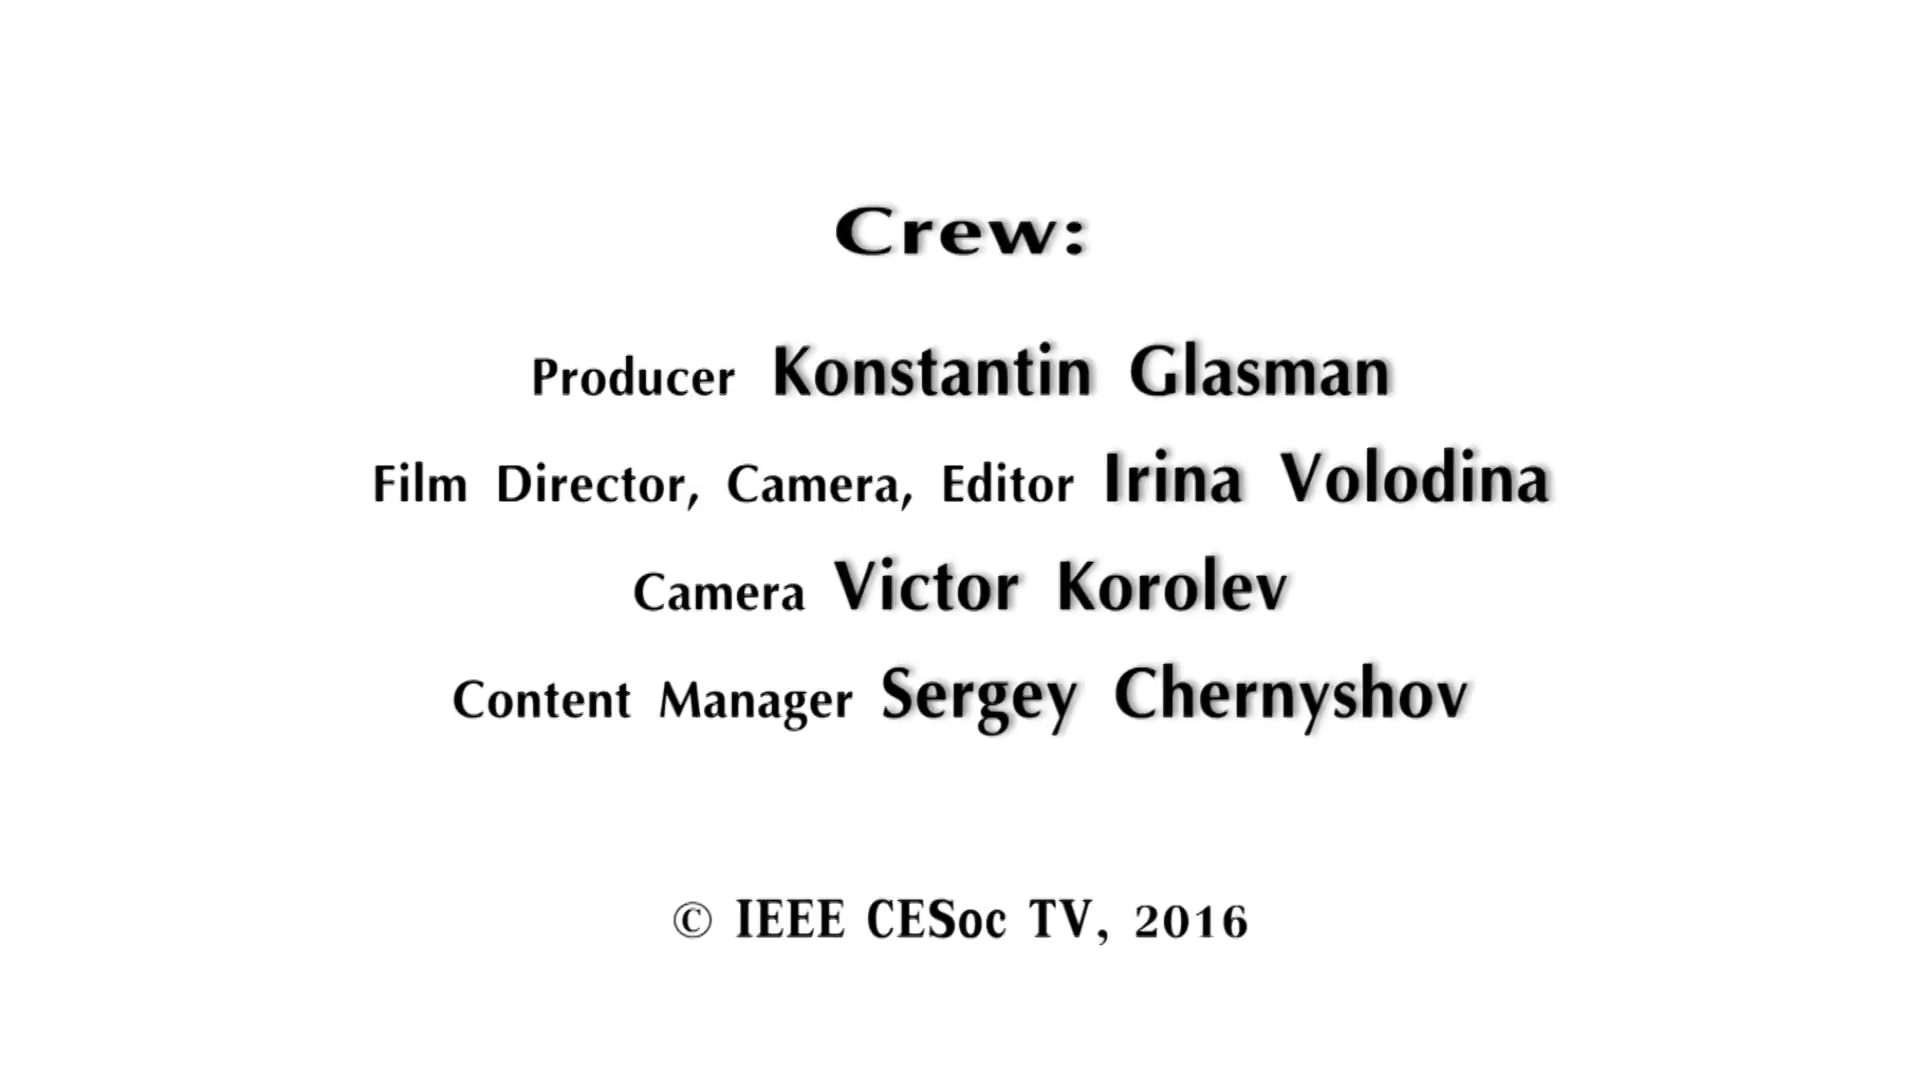 Crew:
Producer Konstantin Glasman
Film Director, Camera, Editor Irina Volodina
Camera Victor Korolev
Content Manager Sergey Chernyshov
© IEEE CESoc TV, 2016